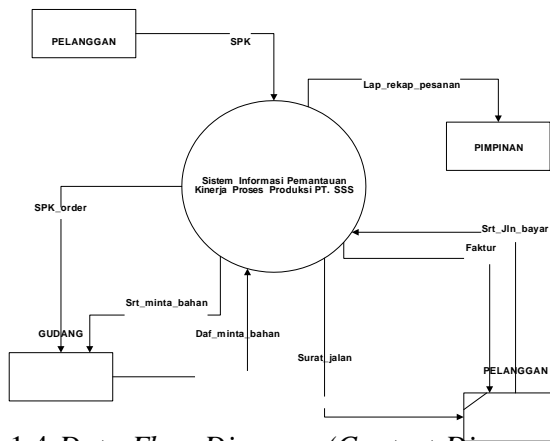 PELANGGAN
SPK
Lap_rekap_pesanan
PIMPINAN
Sistem Informasi Pemantauan
Kinerja Proses Produksi PT. SSS
SPK_order
Srt_Jln_bayar
Faktur
Srt_minta_bahan
GUDANG
Daf_minta_bahan
Surat_jalan
PELANGGAN
1.4 Data Flow Diagram (Context